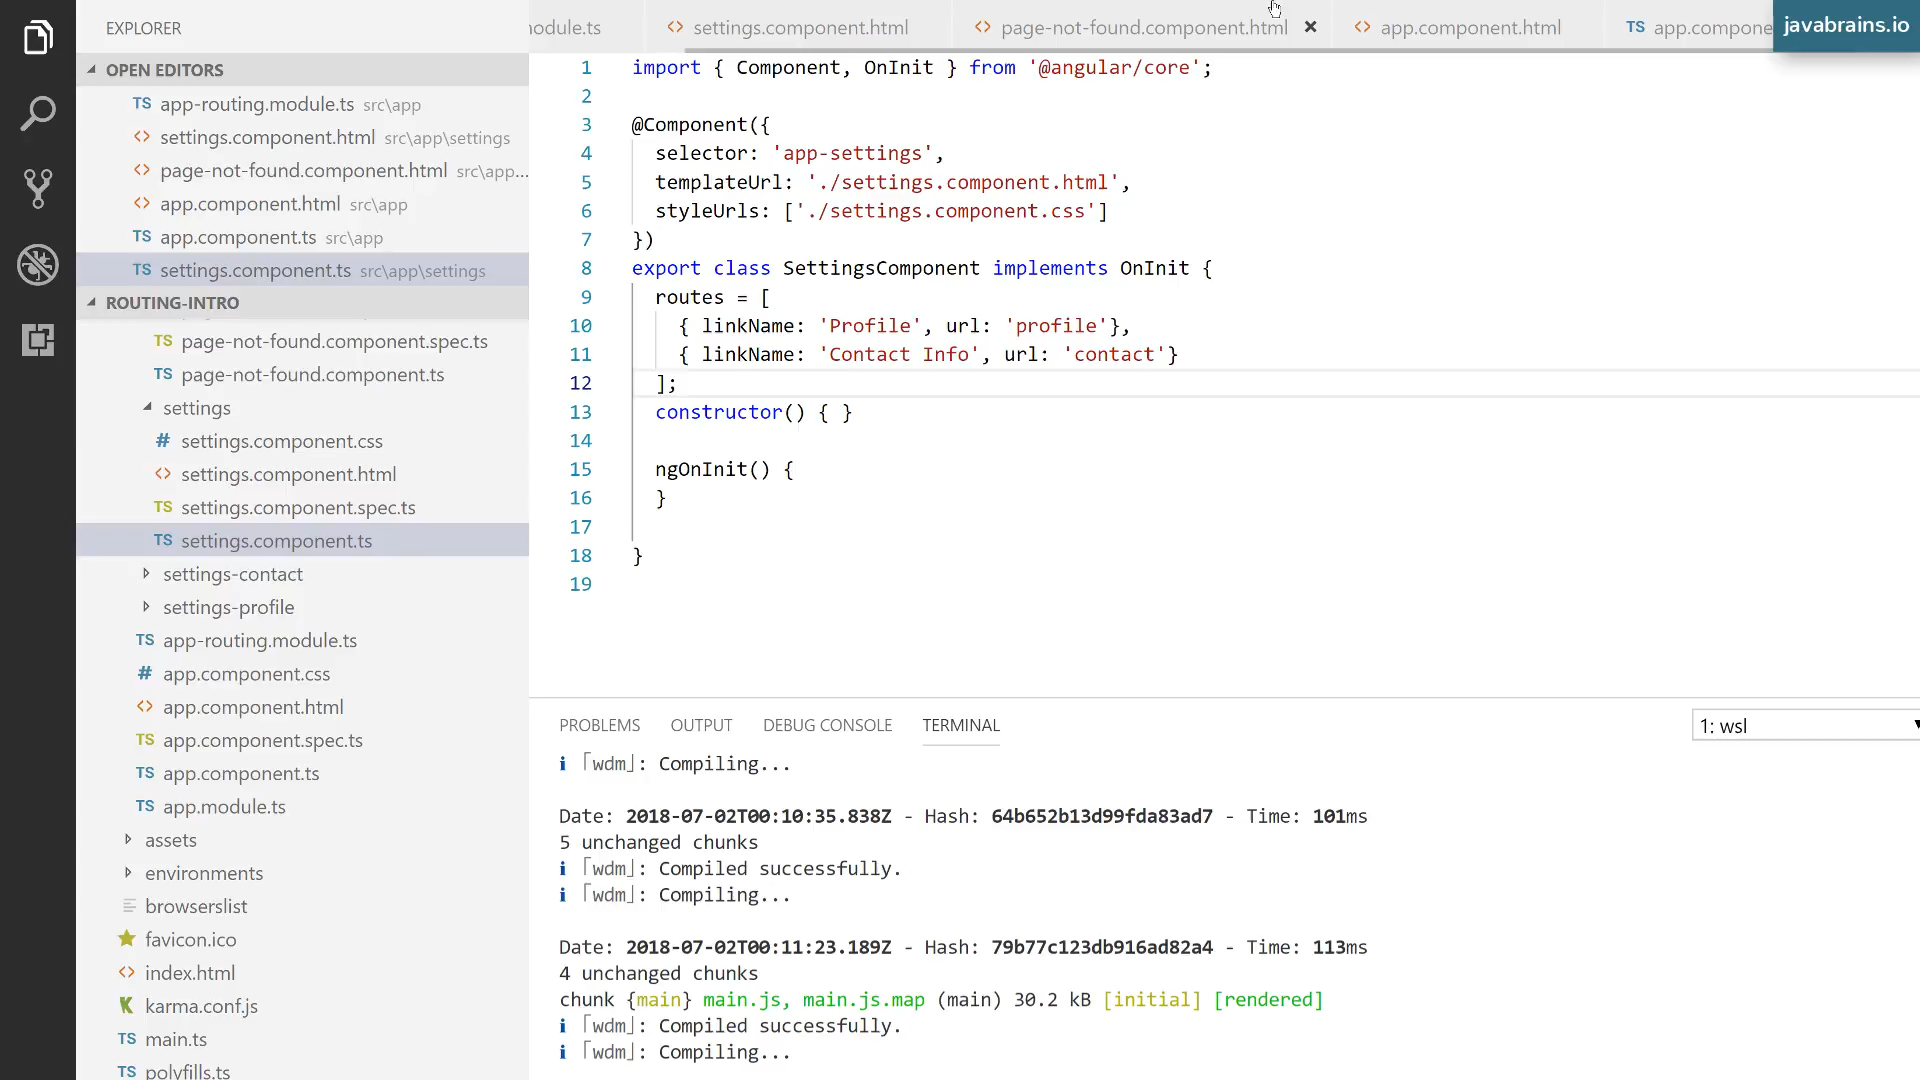 EXPLORER
OPEN EDITORS
TS app-routing.module.ts src\app
<> settings.component.html src\app\settings
<> page-not-found.component.html src\app...
<> app.component.html src\app
TS app.component.ts src\app
TS settings.component.ts src\app\settings
ROUTING-INTRO
TS page-not-found.component.spec.ts
TS page-not-found.component.ts
settings
# settings.component.css
<> settings.component.html
TS settings.component.spec.ts
TS settings.component.ts
settings-contact
settings-profile
TS app-routing.module.ts
# app.component.css
<> app.component.html
TS app.component.spec.ts
TS app.component.ts
TS app.module.ts
assets
environments
browserslist
favicon.ico
<> index.html
K karma.conf.js
TS main.ts
TS polyfills.ts
nodule.ts <> settings.component.html <> page-not-found.component.html × <> app.component.html TS app.compone
javabrains.io
1 import { Component, OnInit } from '@angular/core';
2
3 @Component({
4 selector: 'app-settings',
5 templateUrl: './settings.component.html',
6 styleUrls: ['./settings.component.css']
7 })
8 export class SettingsComponent implements OnInit {
9 routes = [
10 { linkName: 'Profile', url: 'profile'},
11 { linkName: 'Contact Info', url: 'contact'}
12 ];
13 constructor() { }
14
15 ngOnInit() {
16 }
17
18 }
19
PROBLEMS OUTPUT DEBUG CONSOLE TERMINAL 1: wsl
i ｢wdm｣: Compiling...
Date: 2018-07-02T00:10:35.838Z - Hash: 64b652b13d99fda83ad7 - Time: 101ms
5 unchanged chunks
i ｢wdm｣: Compiled successfully.
i ｢wdm｣: Compiling...
Date: 2018-07-02T00:11:23.189Z - Hash: 79b77c123db916ad82a4 - Time: 113ms
4 unchanged chunks
chunk {main} main.js, main.js.map (main) 30.2 kB [initial] [rendered]
i ｢wdm｣: Compiled successfully.
i ｢wdm｣: Compiling...